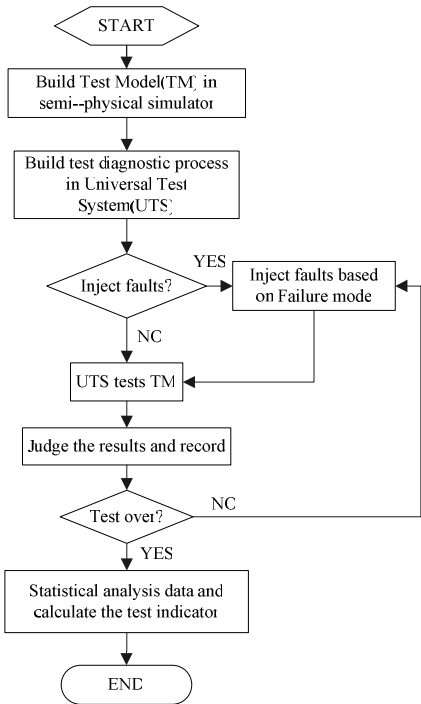 START
Build Test Model(TM) in
semi--physical simulator
Build test diagnostic process
in Universal Test
System(UTS)
YES
Inject faults?
Inject faults based
on Failure mode
NC
UTS tests TM
Judge the results and record
NC
Test over?
YES
Statistical analysis data and
calculate the test indicator
END